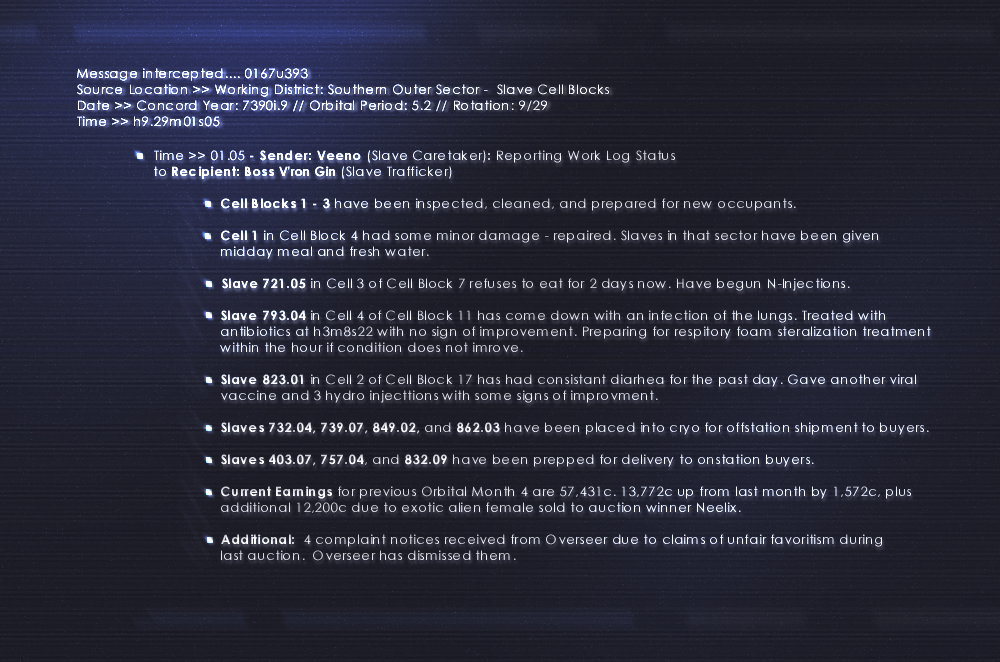 Message intercepted.... 0167u393
Source Location >> Working District: Southern Outer Sector - Slave Cell Blocks
Date >> Concord Year: 7390i.9 // Orbital Period: 5.2 // Rotation: 9/29
Time >> h9.29m01s05
Time >> 01.05 - Sender: Veeno (Slave Caretaker): Reporting Work Log Status
to Recipient: Boss V'ron Gin (Slave Trafficker)
Cell Blocks 1 - 3 have been inspected, cleaned, and prepared for new occupants.
Cell 1 in Cell Block 4 had some minor damage - repaired. Slaves in that sector have been given
midday meal and fresh water.
Slave 721.05 in Cell 3 of Cell Block 7 refuses to eat for 2 days now. Have begun N-Injections.
Slave 793.04 in Cell 4 of Cell Block 11 has come down with an infection of the lungs. Treated with
antibiotics at h3m8s22 with no sign of improvement. Preparing for respitory foam steralization treatment
within the hour if condition does not imrove.
Slave 823.01 in Cell 2 of Cell Block 17 has had consistant diarhea for the past day. Gave another viral
vaccine and 3 hydro injecttions with some signs of improvment.
Slaves 732.04, 739.07, 849.02, and 862.03 have been placed into cryo for offstation shipment to buyers.
Slaves 403.07, 757.04, and 832.09 have been prepped for delivery to onstation buyers.
Current Earnings for previous Orbital Month 4 are 57,431c. 13,772c up from last month by 1,572c, plus
additional 12,200c due to exotic alien female sold to auction winner Neelix.
Additional: 4 complaint notices received from Overseer due to claims of unfair favoritism during
last auction. Overseer has dismissed them.